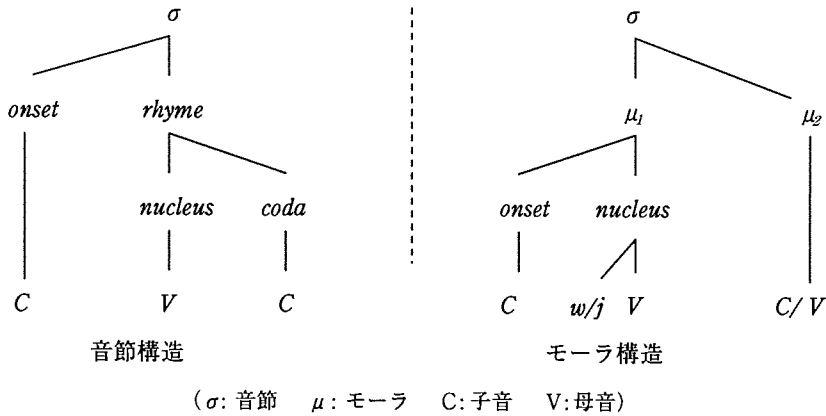 σ σ
onset rhyme μ1 μ2
nucleus coda onset nucleus
C V C C w/j V C/V
音節構造 モーラ構造
(σ: 音節 μ: モーラ C:子音 V:母音)